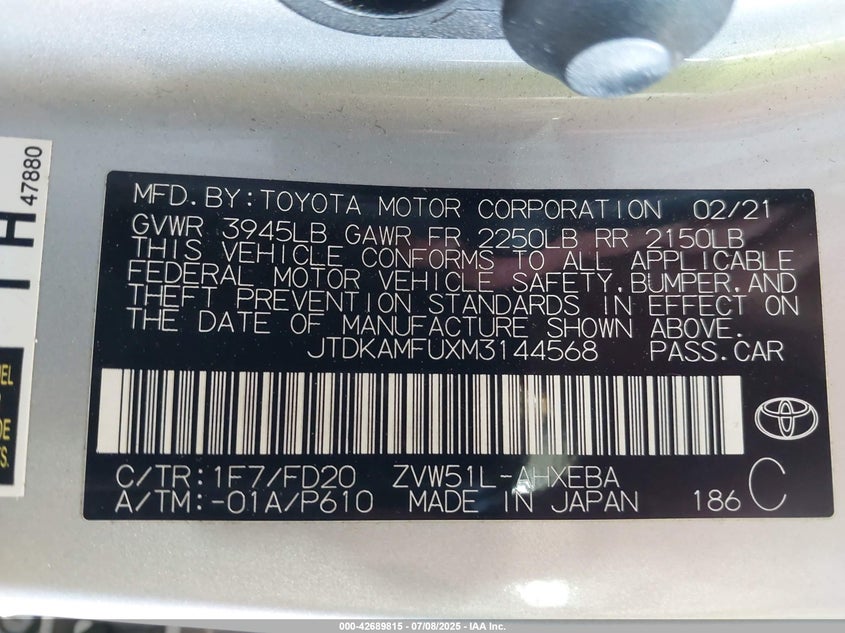 MFD.BY:TOYOTA MOTOR CORPORATION 02/21
GVWR 3945LB GAWR FR 2250LB RR 2150LB
THIS VEHICLE CONFORMS TO ALL APPLICABLE
FEDERAL MOTOR VEHICLE SAFETY,BUMPER,AND
THEFT PREVENTION STANDARDS IN EFFECT ON
THE DATE OF MANUFACTURE SHOWN ABOVE.
JTDKAMFUXM3144568 PASS.CAR
C/TR:1F7/FD20 ZVW51L-AHXEBA
A/TM:-01A/P610 MADE IN JAPAN 186 C
47880
000-42689815 - 07/08/2025 - IAA Inc.